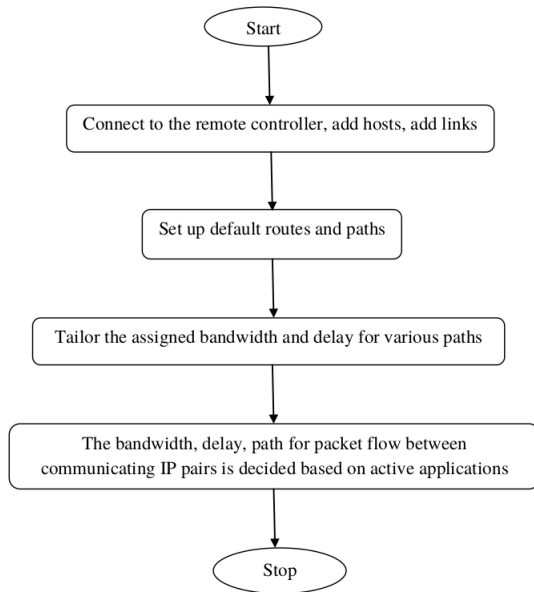 Start
Connect to the remote controller, add hosts, add links
Set up default routes and paths
Tailor the assigned bandwidth and delay for various paths
The bandwidth, delay, path for packet flow between
communicating IP pairs is decided based on active applications
Stop